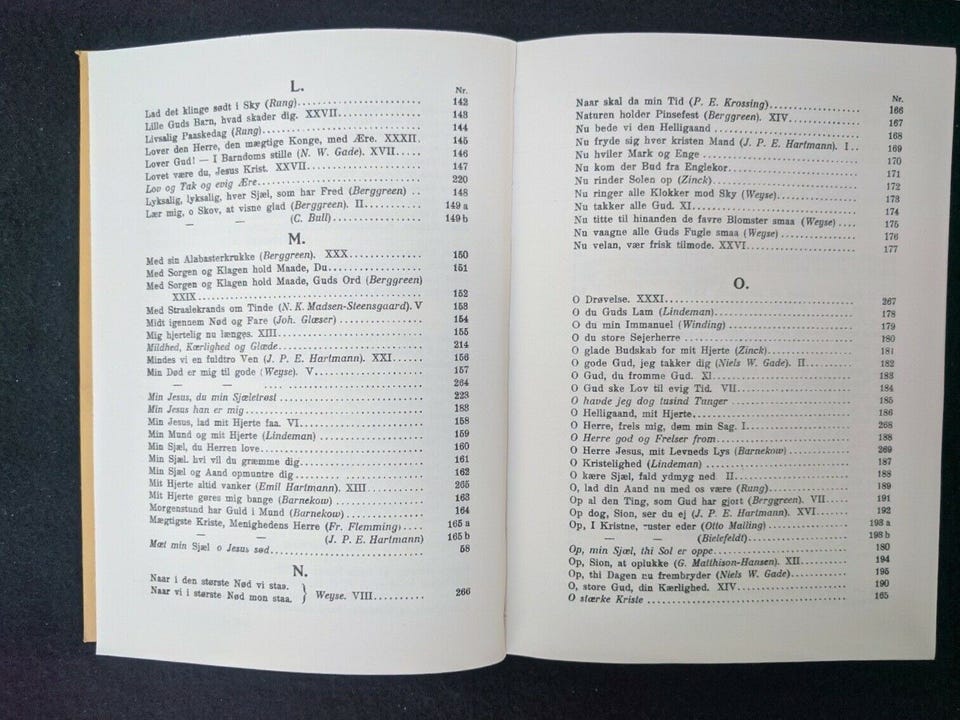 L.
Nr.
Lad det klinge sødt i Sky (Rung) .......... 142
Lille Guds Barn, hvad skader dig. XXVII .......... 143
Livsalig Paaskedag (Rung) .......... 144
Lover den Herre, den mægtige Konge, med Ære. XXXII. 145
Lover Gud! — I Barndoms stille (N. W. Gade). XVII .......... 146
Lovet være du, Jesus Krist. XXVII .......... 147
Lov og Tak og evig Ære .......... 220
Lyksalig, lyksalig, hver Sjæl, som har Fred (Berggreen) .. 148
Lær mig, o Skov, at visne glad (Berggreen). II .......... 149 a
— — (C. Bull) .......... 149 b
M.
Med sin Alabasterkrukke (Berggreen). XXX .......... 150
Med Sorgen og Klagen hold Maade, Du .......... 151
Med Sorgen og Klagen hold Maade, Guds Ord (Berggreen)
XXIX .......... 152
Med Straalekrands om Tinde (N. K. Madsen-Steensgaard). V 153
Midt igennem Nød og Fare (Joh. Glæser) .......... 154
Mig hjertelig nu længes. XIII .......... 155
Mildhed, Kærlighed og Glæde .......... 214
Mindes vi en fuldtro Ven (J. P. E. Hartmann). XXI .......... 156
Min Død er mig til gode (Weyse). V .......... 157
— — .......... 264
Min Jesus, du min Sjæletrøst .......... 223
Min Jesus han er mig .......... 183
Min Jesus, lad mit Hjerte faa. VI .......... 158
Min Mund og mit Hjerte (Lindeman) .......... 159
Min Sjæl, du Herren love .......... 160
Min Sjæl. hvi vil du græmme dig .......... 161
Min Sjæl og Aand opmuntre dig .......... 162
Mit Hjerte altid vanker (Emil Hartmann). XIII .......... 265
Mit Hjerte gøres mig bange (Barnekow) .......... 163
Morgenstund har Guld i Mund (Barnekow) .......... 164
Mægtigste Kriste, Menighedens Herre (Fr. Flemming) .... 165 a
— — (J. P. E. Hartmann) 165 b
Mæt min Sjæl o Jesus sød .......... 58
N.
Naar i den største Nød vi staa.
Naar vi i største Nød mon staa. } Weyse. VIII .......... 266
Nr.
Naar skal da min Tid (P. E. Krossing) .......... 166
Naturen holder Pinsefest (Berggreen). XIV .......... 167
Nu bede vi den Helligaand .......... 168
Nu fryde sig hver kristen Mand (J. P. E. Hartmann). I .. 169
Nu hviler Mark og Enge .......... 170
Nu kom der Bud fra Englekor .......... 171
Nu rinder Solen op (Zinck) .......... 172
Nu ringer alle Klokker mod Sky (Weyse) .......... 173
Nu takker alle Gud. XI .......... 174
Nu titte til hinanden de favre Blomster smaa (Weyse) .... 175
Nu vaagne alle Guds Fugle smaa (Weyse) .......... 176
Nu velan, vær frisk tilmode. XXVI .......... 177
O.
O Drøvelse. XXXI .......... 267
O du Guds Lam (Lindeman) .......... 178
O du min Immanuel (Winding) .......... 179
O du store Sejerherre .......... 180
O glade Budskab for mit Hjerte (Zinck) .......... 181
O gode Gud, jeg takker dig (Niels W. Gade). II .......... 182
O Gud, du fromme Gud. XI .......... 183
O Gud ske Lov til evig Tid. VII .......... 184
O havde jeg dog tusind Tunger .......... 185
O Helligaand, mit Hjerte .......... 186
O Herre, frels mig, døm min Sag. I .......... 268
O Herre god og Frelser from .......... 188
O Herre Jesus, mit Levneds Lys (Barnekow) .......... 269
O Kristelighed (Lindeman) .......... 187
O kære Sjæl, fald ydmyg ned II .......... 188
O, lad din Aand nu med os være (Rung) .......... 189
Op al den Ting, som Gud har gjort (Berggreen). VII .......... 191
Op dog, Sion, ser du ej (J. P. E. Hartmann). XVI .......... 192
Op, I Kristne, ruster eder (Otto Malling) .......... 193 a
— — (Bielefeldt) .......... 193 b
Op, min Sjæl, thi Sol er oppe .......... 180
Op, Sion, at oplukke (G. Matthison-Hansen). XII .......... 194
Op, thi Dagen nu frembryder (Niels W. Gade) .......... 195
O, store Gud, din Kærlighed. XIV .......... 190
O stærke Kriste .......... 165